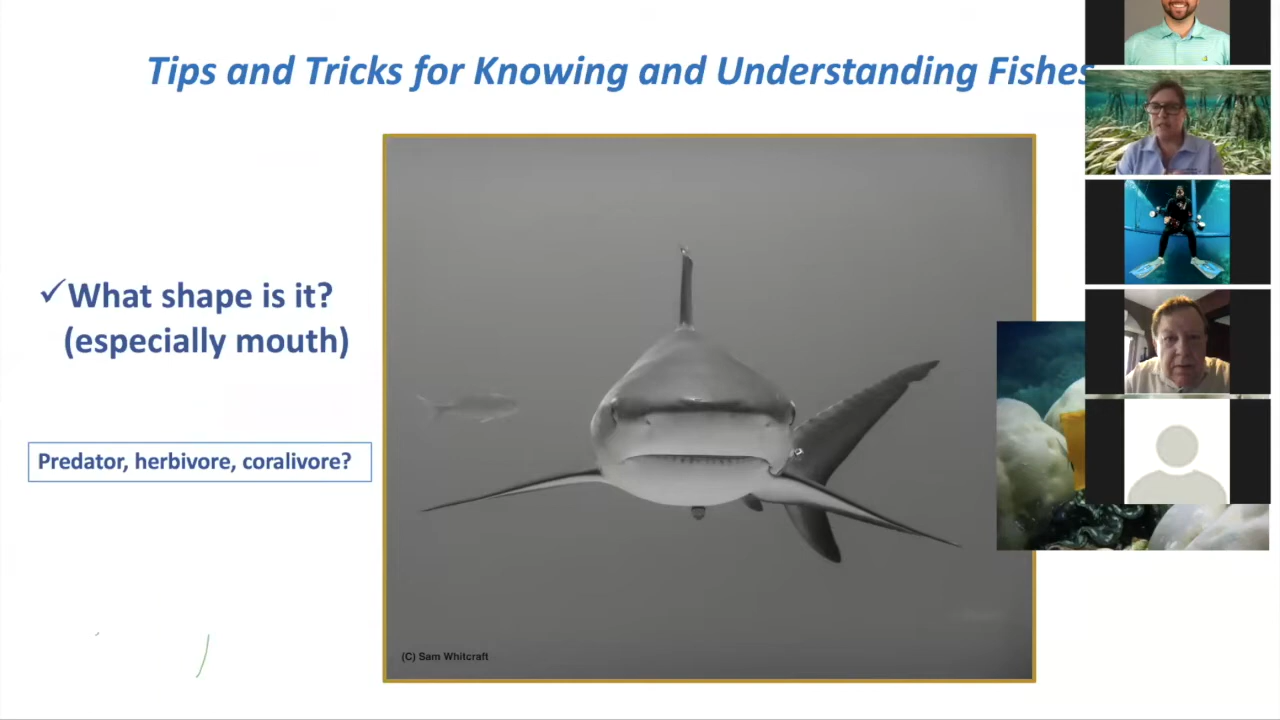 Tips and Tricks for Knowing and Understanding Fishes
✓What shape is it?
(especially mouth)
Predator, herbivore, coralivore?
(C) Sam Whitcraft